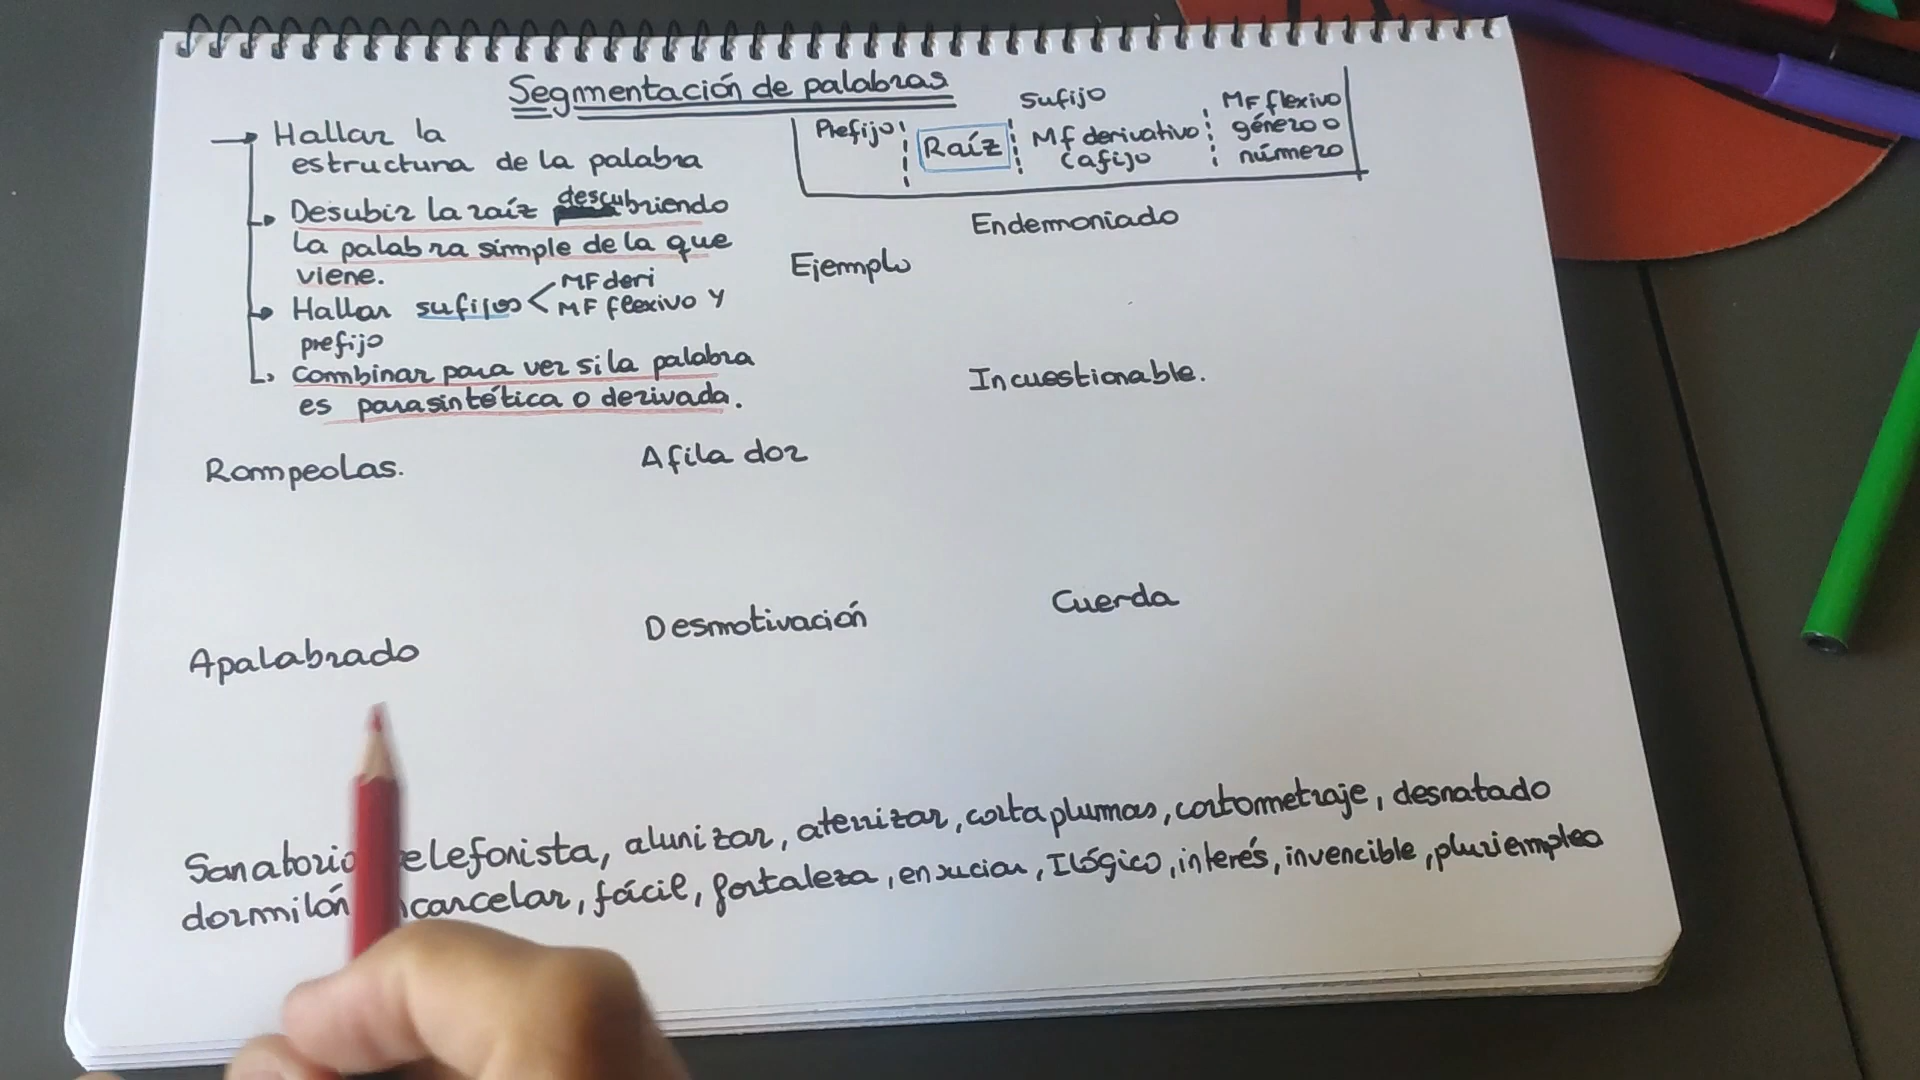 Segmentación de palabras
Hallar la
estructura de la palabra
Desubir la raíz descubriendo
la palabra simple de la que
viene.
Hallar sufijos < MF deri
MF flexivo y
prefijo
Combinar para ver si la palabra
es parasintética o derivada.
Prefijo
Raíz
Sufijo
Mf derivativo
(afijo
MF flexivo
género o
número
Ejemplo
Endemoniado
Incuestionable.
Rompeolas.
Afilador
Apalabrado
Desmotivación
Cuerda
Sanatorio elefonista, alunizar, aterrizar, cortaplumas, cortometraje, desnatado
dormilón carcelar, fácil, fortaleza, ensuciar, Ilógico, interés, invencible, pluriempleo